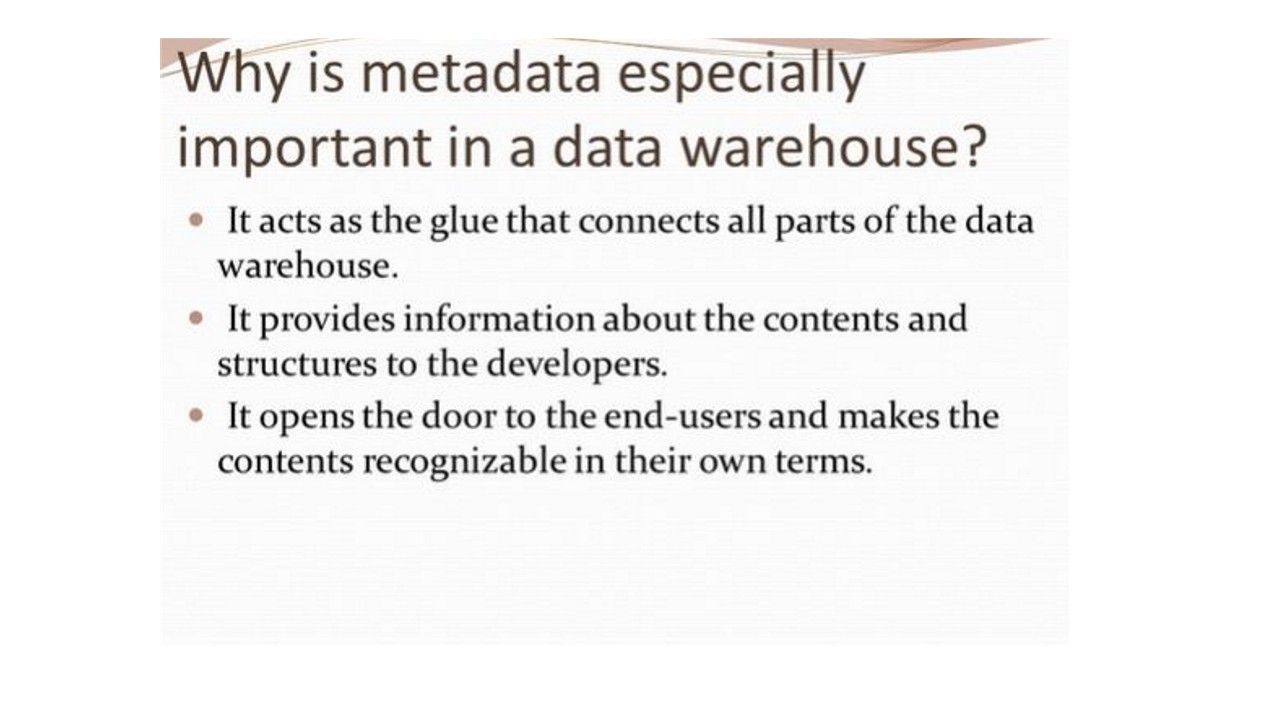 Why is metadata especially
important in a data warehouse?
• It acts as the glue that connects all parts of the data
warehouse.
• It provides information about the contents and
structures to the developers.
• It opens the door to the end-users and makes the
contents recognizable in their own terms.